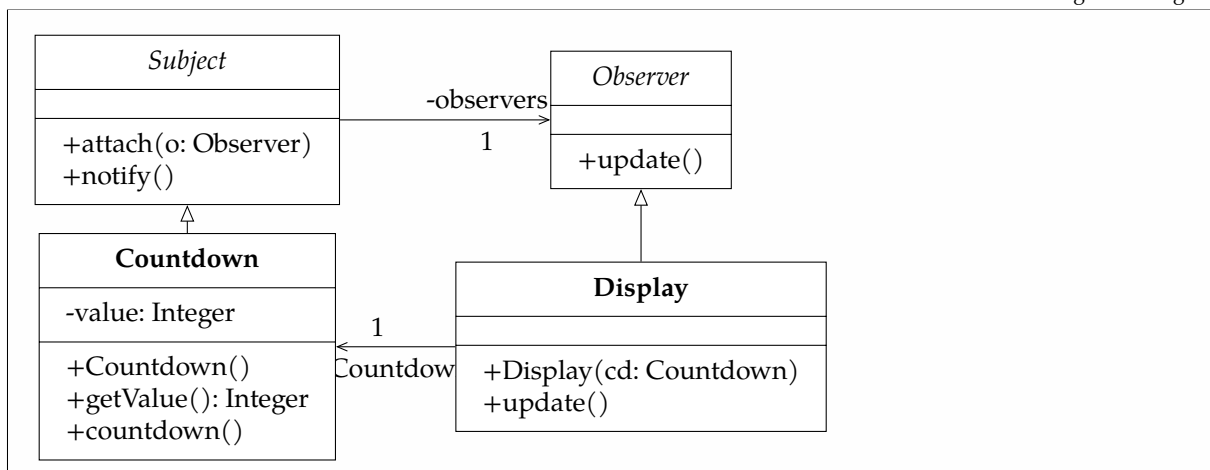 Subject
+attach(o: Observer)
+notify()
-observers
1
Observer
+update()
Countdown
-value: Integer
+Countdown()
+getValue(): Integer
+countdown()
1
Countdow
Display
+Display(cd: Countdown)
+update()